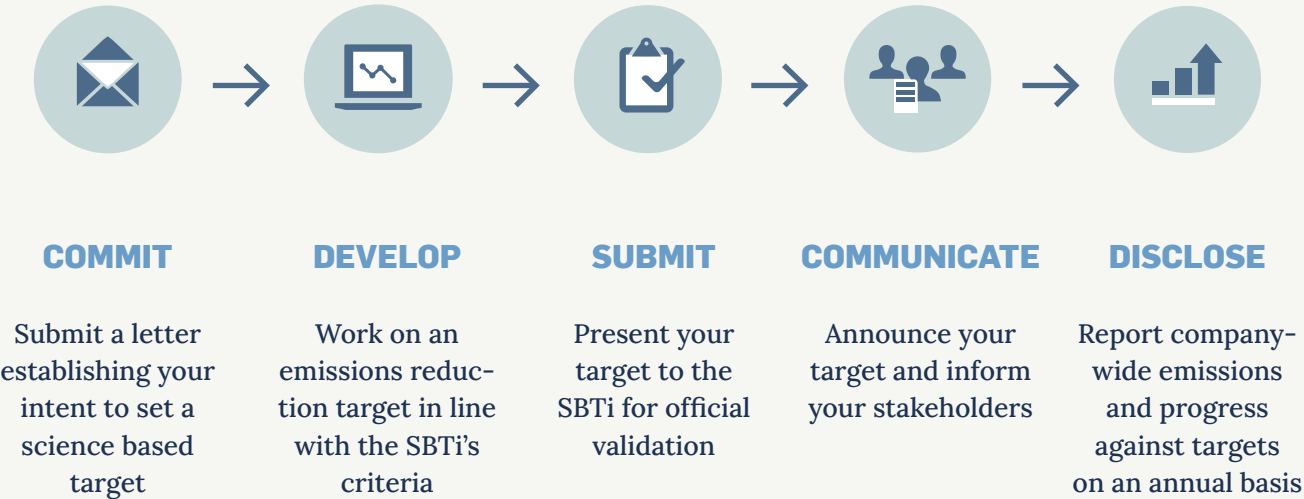 COMMIT
Submit a letter
establishing your
intent to set a
science based
target
DEVELOP
Work on an
emissions reduc-
tion target in line
with the SBTi’s
criteria
SUBMIT
Present your
target to the
SBTi for official
validation
COMMUNICATE
Announce your
target and inform
your stakeholders
DISCLOSE
Report company-
wide emissions
and progress
against targets
on an annual basis